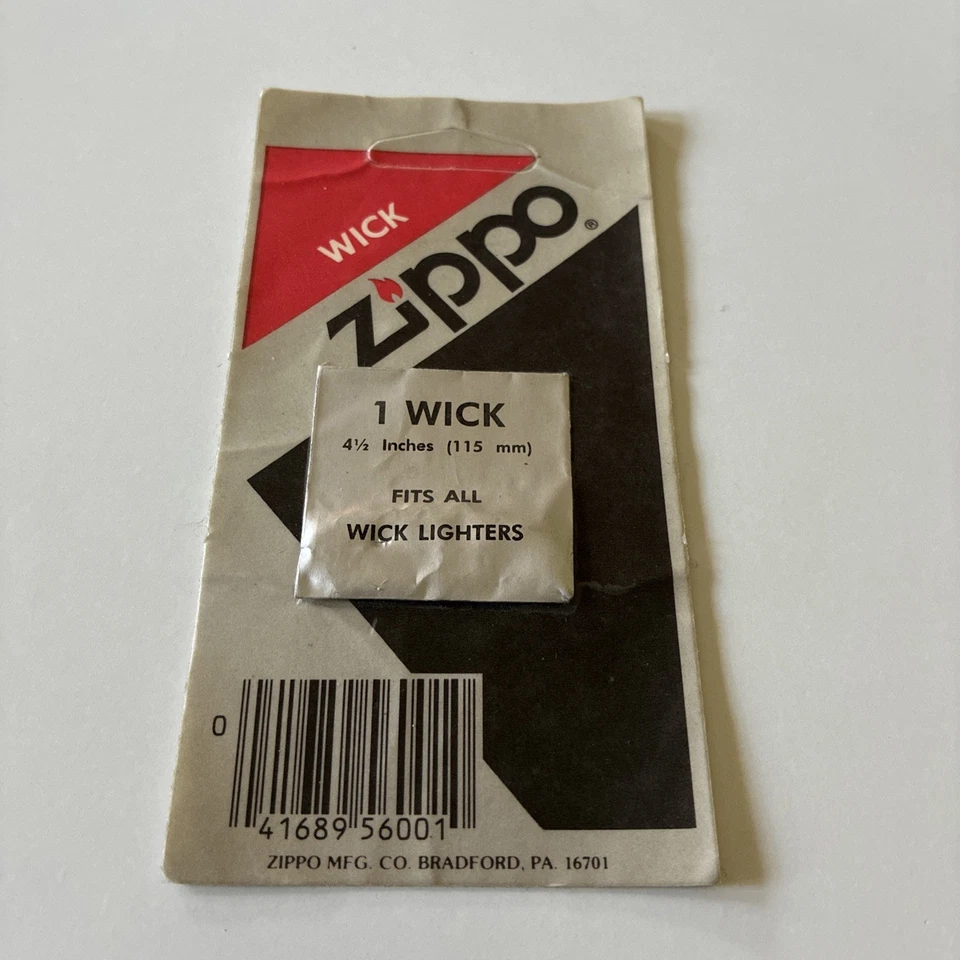 WICK
zippo®
1 WICK
4½ Inches (115 mm)
FITS ALL
WICK LIGHTERS
0 41689 56001
ZIPPO MFG. CO. BRADFORD, PA. 16701